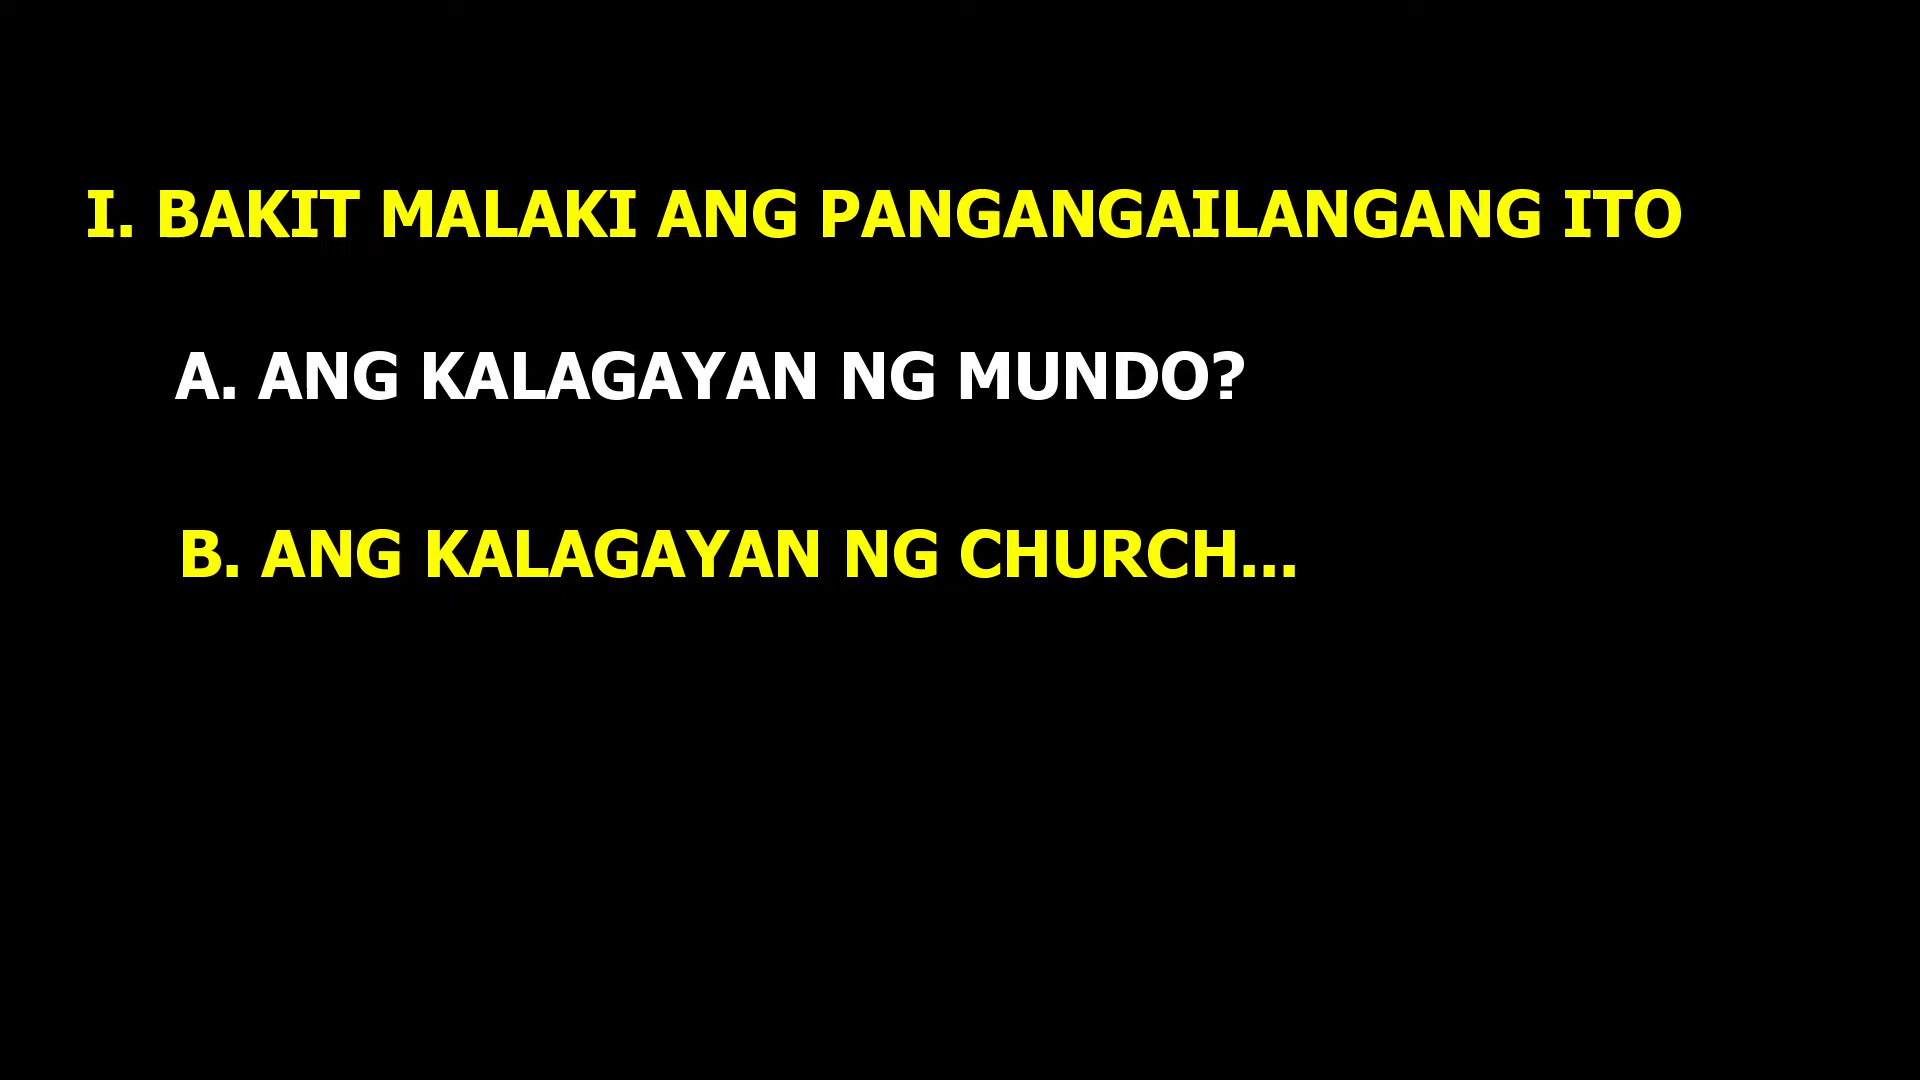 I. BAKIT MALAKI ANG PANGANGAILANGANG ITO
A. ANG KALAGAYAN NG MUNDO?
B. ANG KALAGAYAN NG CHURCH...